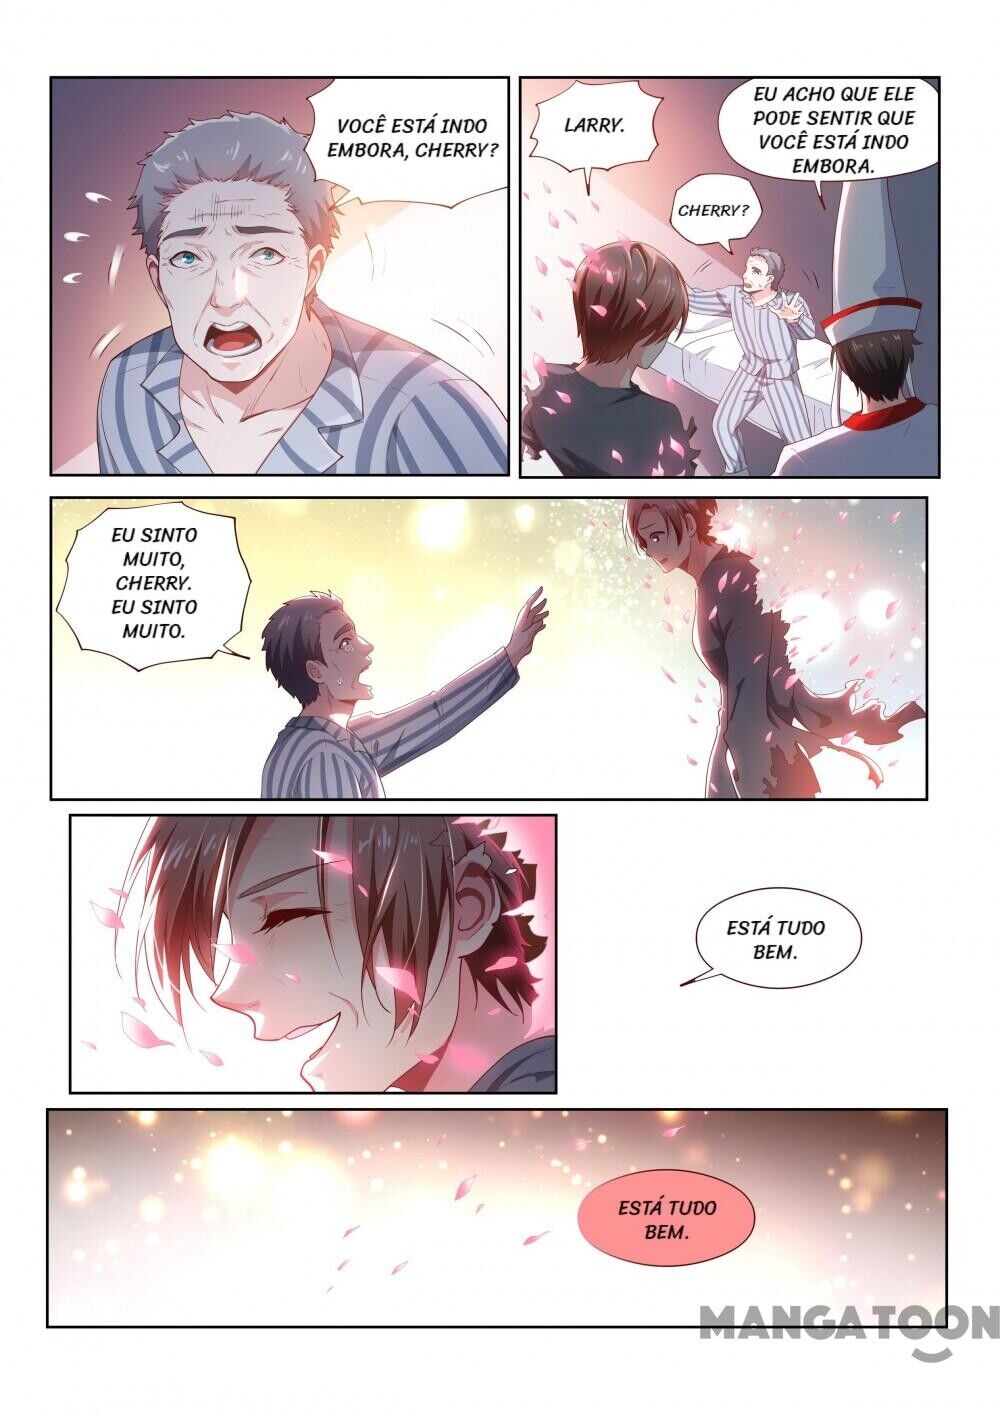 VOCÊ ESTÁ INDO
EMBORA, CHERRY?
LARRY.
EU ACHO QUE ELE
PODE SENTIR QUE
VOCÊ ESTÁ INDO
EMBORA.
CHERRY?
EU SINTO
MUITO,
CHERRY.
EU SINTO
MUITO.
ESTÁ TUDO
BEM.
ESTÁ TUDO
BEM.
MANGATOON